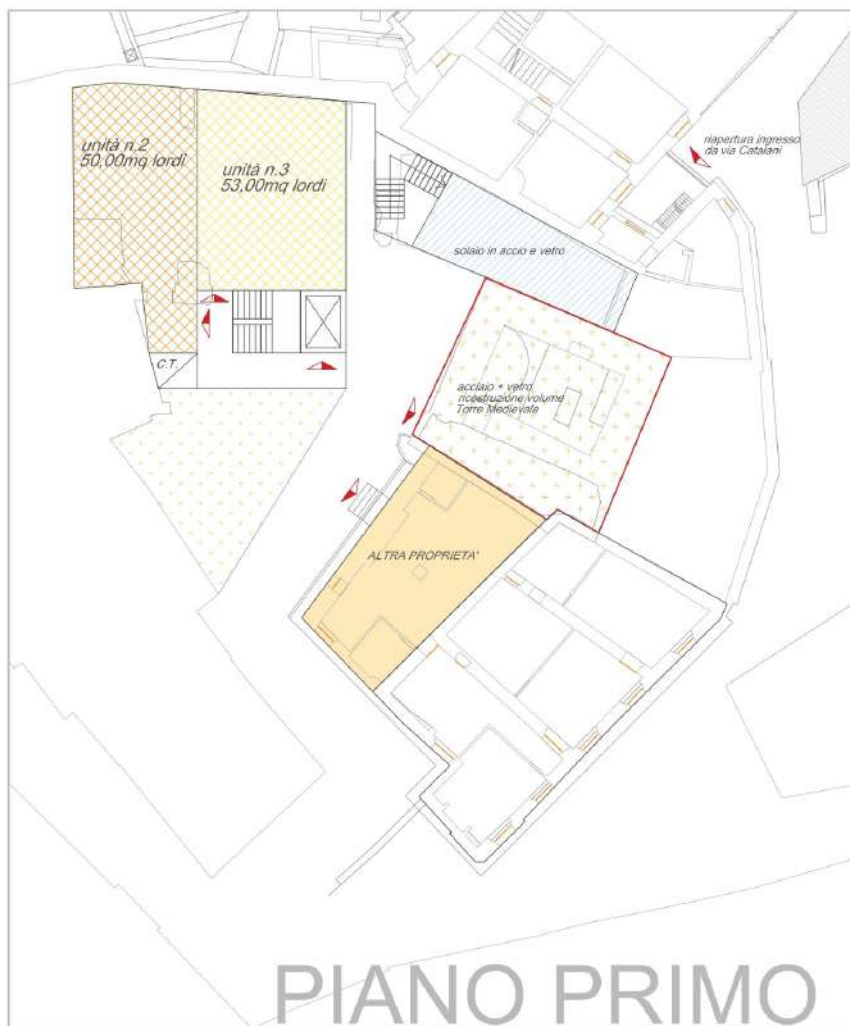 unità n.2
50,00mq lordi
unità n.3
53,00mq lordi
riapertura ingresso
da via Catalani
solaio in accio e vetro
C.T.
acciaio + vetro
ricostruzione volume
Torre Medievale
ALTRA PROPRIETA'
PIANO PRIMO